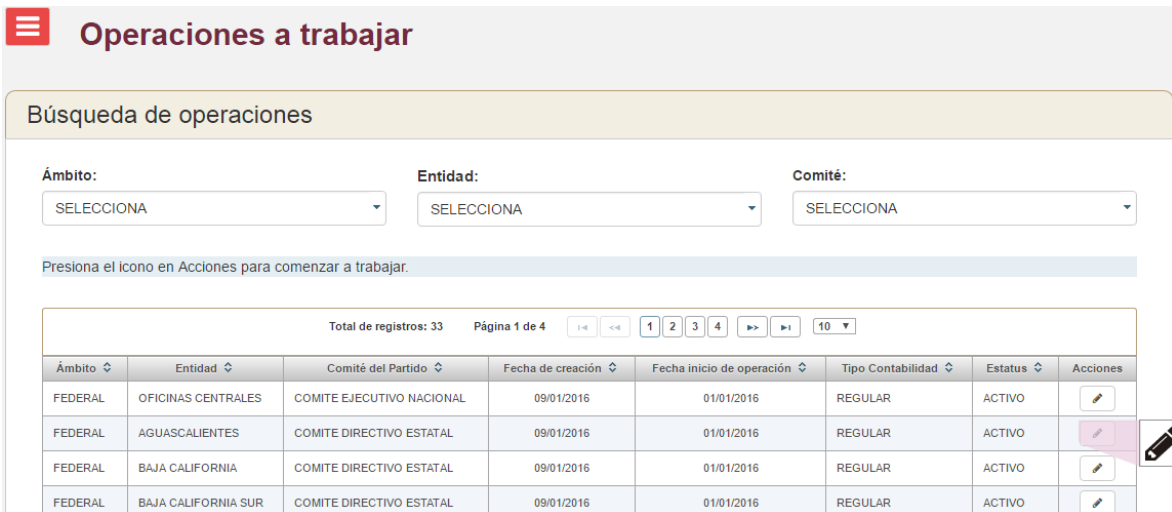 Operaciones a trabajar
Búsqueda de operaciones
Ámbito: Entidad: Comité:
SELECCIONA SELECCIONA SELECCIONA
Presiona el icono en Acciones para comenzar a trabajar.
Total de registros: 33 Página 1 de 4 1 2 3 4 10
Ámbito Entidad Comité del Partido Fecha de creación Fecha inicio de operación Tipo Contabilidad Estatus Acciones
FEDERAL OFICINAS CENTRALES COMITE EJECUTIVO NACIONAL 09/01/2016 01/01/2016 REGULAR ACTIVO
FEDERAL AGUASCALIENTES COMITE DIRECTIVO ESTATAL 09/01/2016 01/01/2016 REGULAR ACTIVO
FEDERAL BAJA CALIFORNIA COMITE DIRECTIVO ESTATAL 09/01/2016 01/01/2016 REGULAR ACTIVO
FEDERAL BAJA CALIFORNIA SUR COMITE DIRECTIVO ESTATAL 09/01/2016 01/01/2016 REGULAR ACTIVO